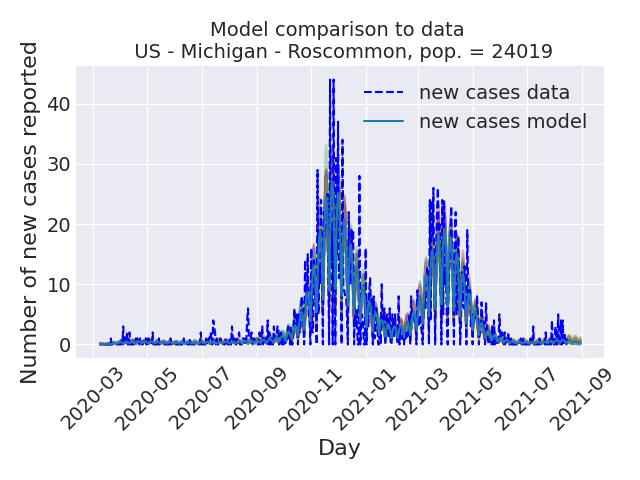 Model comparison to data
US - Michigan - Roscommon, pop. = 24019
Number of new cases reported
40
30
20
10
0
new cases data
new cases model
2020-03
2020-05
2020-07
2020-09
2020-11
2021-01
2021-03
2021-05
2021-07
2021-09
Day